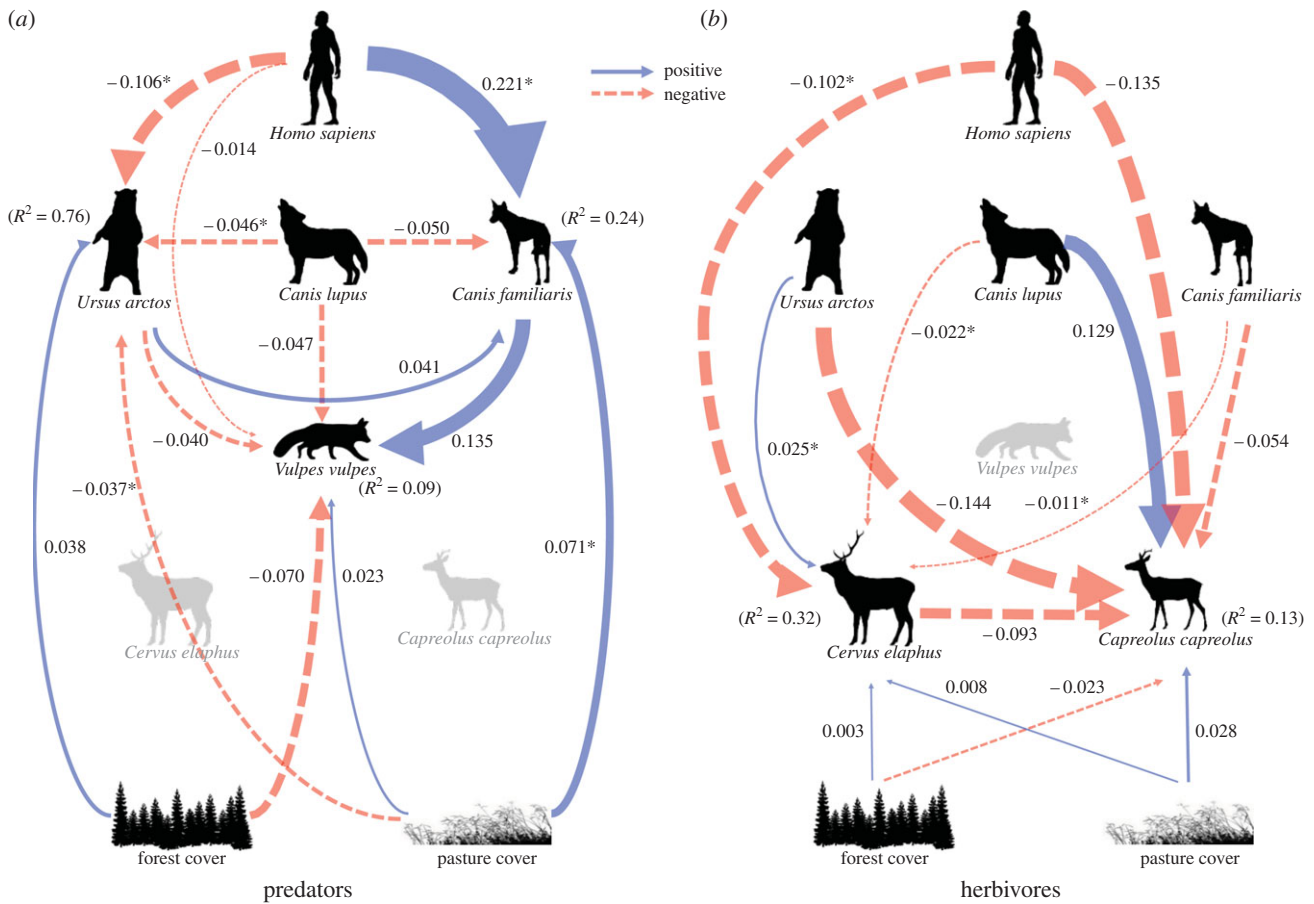 (a)
(b)
positive
negative
– 0.106*
0.221*
Homo sapiens
– 0.014
(R² = 0.76)
– 0.046*
– 0.050
(R² = 0.24)
Ursus arctos
Canis lupus
Canis familiaris
– 0.047
0.041
– 0.040
0.135
Vulpes vulpes
(R² = 0.09)
– 0.037*
0.038
– 0.070
0.023
0.071*
Cervus elaphus
Capreolus capreolus
forest cover
pasture cover
predators
– 0.102*
– 0.135
Homo sapiens
Ursus arctos
Canis lupus
Canis familiaris
– 0.022*
0.129
0.025*
– 0.054
Vulpes vulpes
– 0.144
– 0.011*
(R² = 0.32)
(R² = 0.13)
– 0.093
Cervus elaphus
Capreolus capreolus
0.008
– 0.023
0.003
0.028
forest cover
pasture cover
herbivores